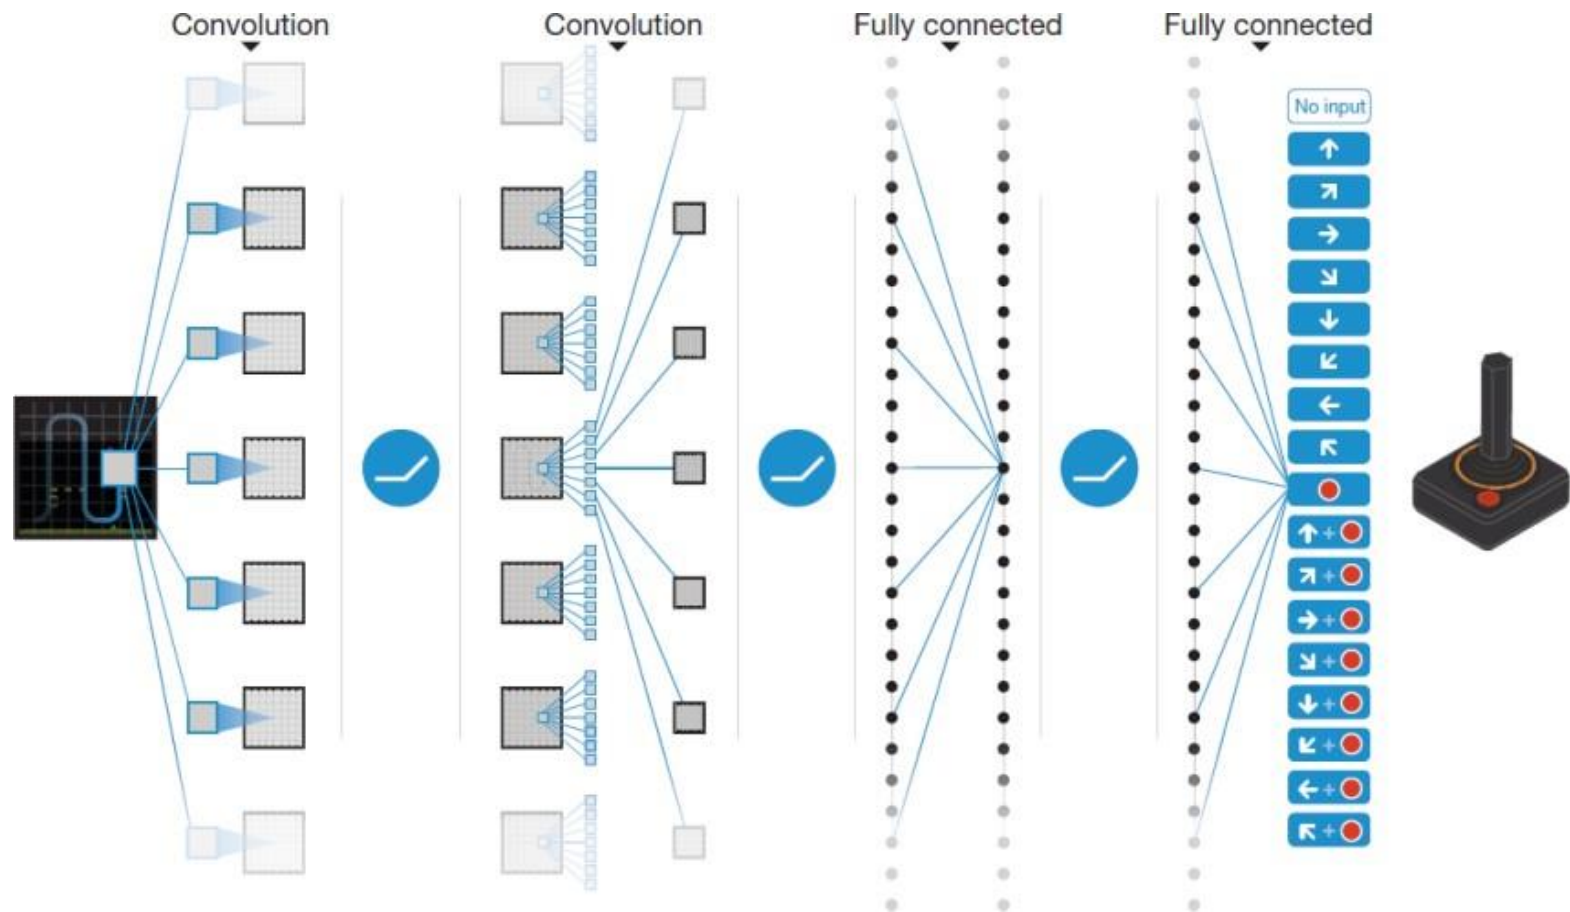 Convolution
Convolution
Fully connected
Fully connected
No input
+
+
+
+
+
+
+
+